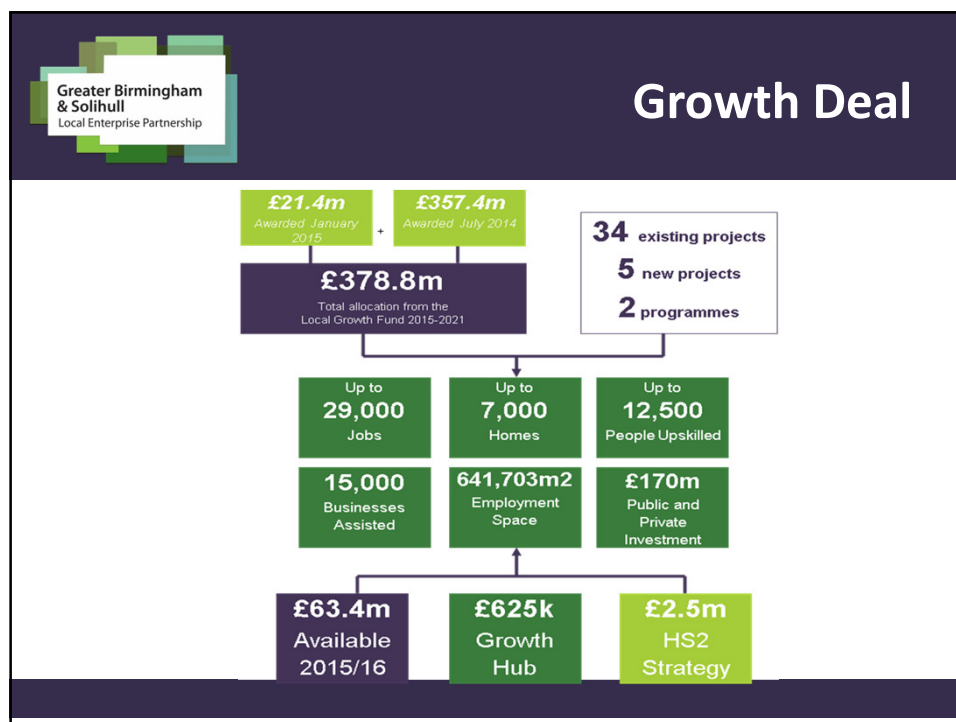 Greater Birmingham
& Solihull
Local Enterprise Partnership
Growth Deal
£21.4m
Awarded January
2015
+
£357.4m
Awarded July 2014
£378.8m
Total allocation from the
Local Growth Fund 2015-2021
34 existing projects
5 new projects
2 programmes
Up to
29,000
Jobs
Up to
7,000
Homes
Up to
12,500
People Upskilled
15,000
Businesses
Assisted
641,703m2
Employment
Space
£170m
Public and
Private
Investment
£63.4m
Available
2015/16
£625k
Growth
Hub
£2.5m
HS2
Strategy